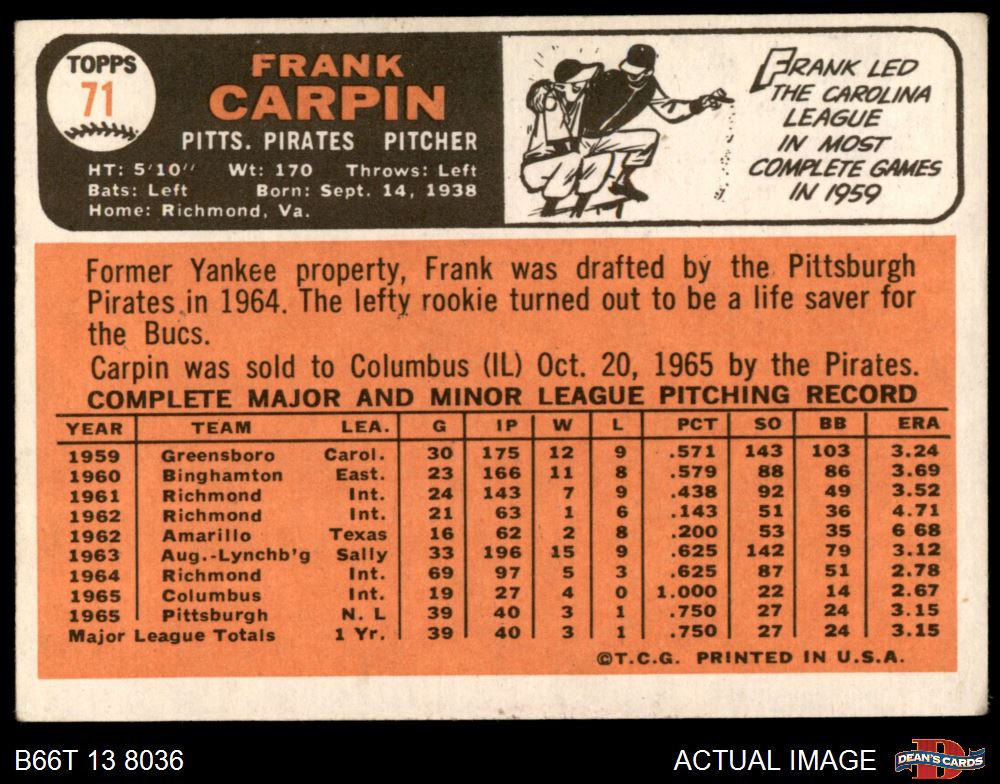 TOPPS
71
FRANK
CARPIN
PITTS. PIRATES PITCHER
HT: 5'10'' Wt: 170 Throws: Left
Bats: Left Born: Sept. 14, 1938
Home: Richmond, Va.
FRANK LED
THE CAROLINA
LEAGUE
IN MOST
COMPLETE GAMES
IN 1959
Former Yankee property, Frank was drafted by the Pittsburgh
Pirates in 1964. The lefty rookie turned out to be a life saver for
the Bucs.
Carpin was sold to Columbus (IL) Oct. 20, 1965 by the Pirates.
COMPLETE MAJOR AND MINOR LEAGUE PITCHING RECORD
YEAR TEAM LEA. G IP W L PCT SO BB ERA
1959 Greensboro Carol. 30 175 12 9 .571 143 103 3.24
1960 Binghamton East. 23 166 11 8 .579 88 86 3.69
1961 Richmond Int. 24 143 7 9 .438 92 49 3.52
1962 Richmond Int. 21 63 1 6 .143 51 36 4.71
1962 Amarillo Texas 16 62 2 8 .200 53 35 6 68
1963 Aug.-Lynchb'g Sally 33 196 15 9 .625 142 79 3.12
1964 Richmond Int. 69 97 5 3 .625 87 51 2.78
1965 Columbus Int. 19 27 4 0 1.000 22 14 2.67
1965 Pittsburgh N. L 39 40 3 1 .750 27 24 3.15
Major League Totals 1 Yr. 39 40 3 1 .750 27 24 3.15
©T.C.G. PRINTED IN U.S.A.
B66T 13 8036 ACTUAL IMAGE DEAN'S CARDS